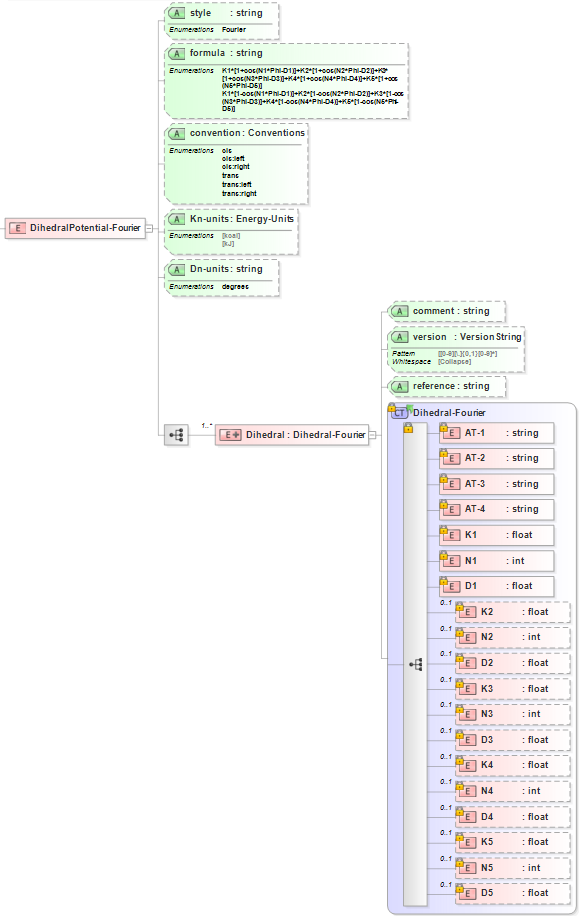 A style : string
Enumerations Fourier
A formula : string
Enumerations K1*[1+cos(N1*Phi-D1)]+K2*[1+cos(N2*Phi-D2)]+K3*
[1+cos(N3*Phi-D3)]+K4*[1+cos(N4*Phi-D4)]+K5*[1+cos
(N5*Phi-D5)]
K1*[1-cos(N1*Phi-D1)]+K2*[1-cos(N2*Phi-D2)]+K3*[1-cos
(N3*Phi-D3)]+K4*[1-cos(N4*Phi-D4)]+K5*[1-cos(N5*Phi-
D5)]
A convention : Conventions
Enumerations cis
cis:left
cis:right
trans
trans:left
trans:right
E DihedralPotential-Fourier
A Kn-units : Energy-Units
Enumerations [kcal]
[kJ]
A Dn-units : string
Enumerations degrees
A comment : string
A version : VersionString
Pattern [[0-9]\.]{0,1}[0-9]*]
Whitespace [Collapse]
A reference : string
CT Dihedral-Fourier
1..*
E Dihedral : Dihedral-Fourier
E AT-1 : string
E AT-2 : string
E AT-3 : string
E AT-4 : string
E K1 : float
E N1 : int
E D1 : float
0..1 E K2 : float
0..1 E N2 : int
0..1 E D2 : float
0..1 E K3 : float
0..1 E N3 : int
0..1 E D3 : float
0..1 E K4 : float
0..1 E N4 : int
0..1 E D4 : float
0..1 E K5 : float
0..1 E N5 : int
0..1 E D5 : float